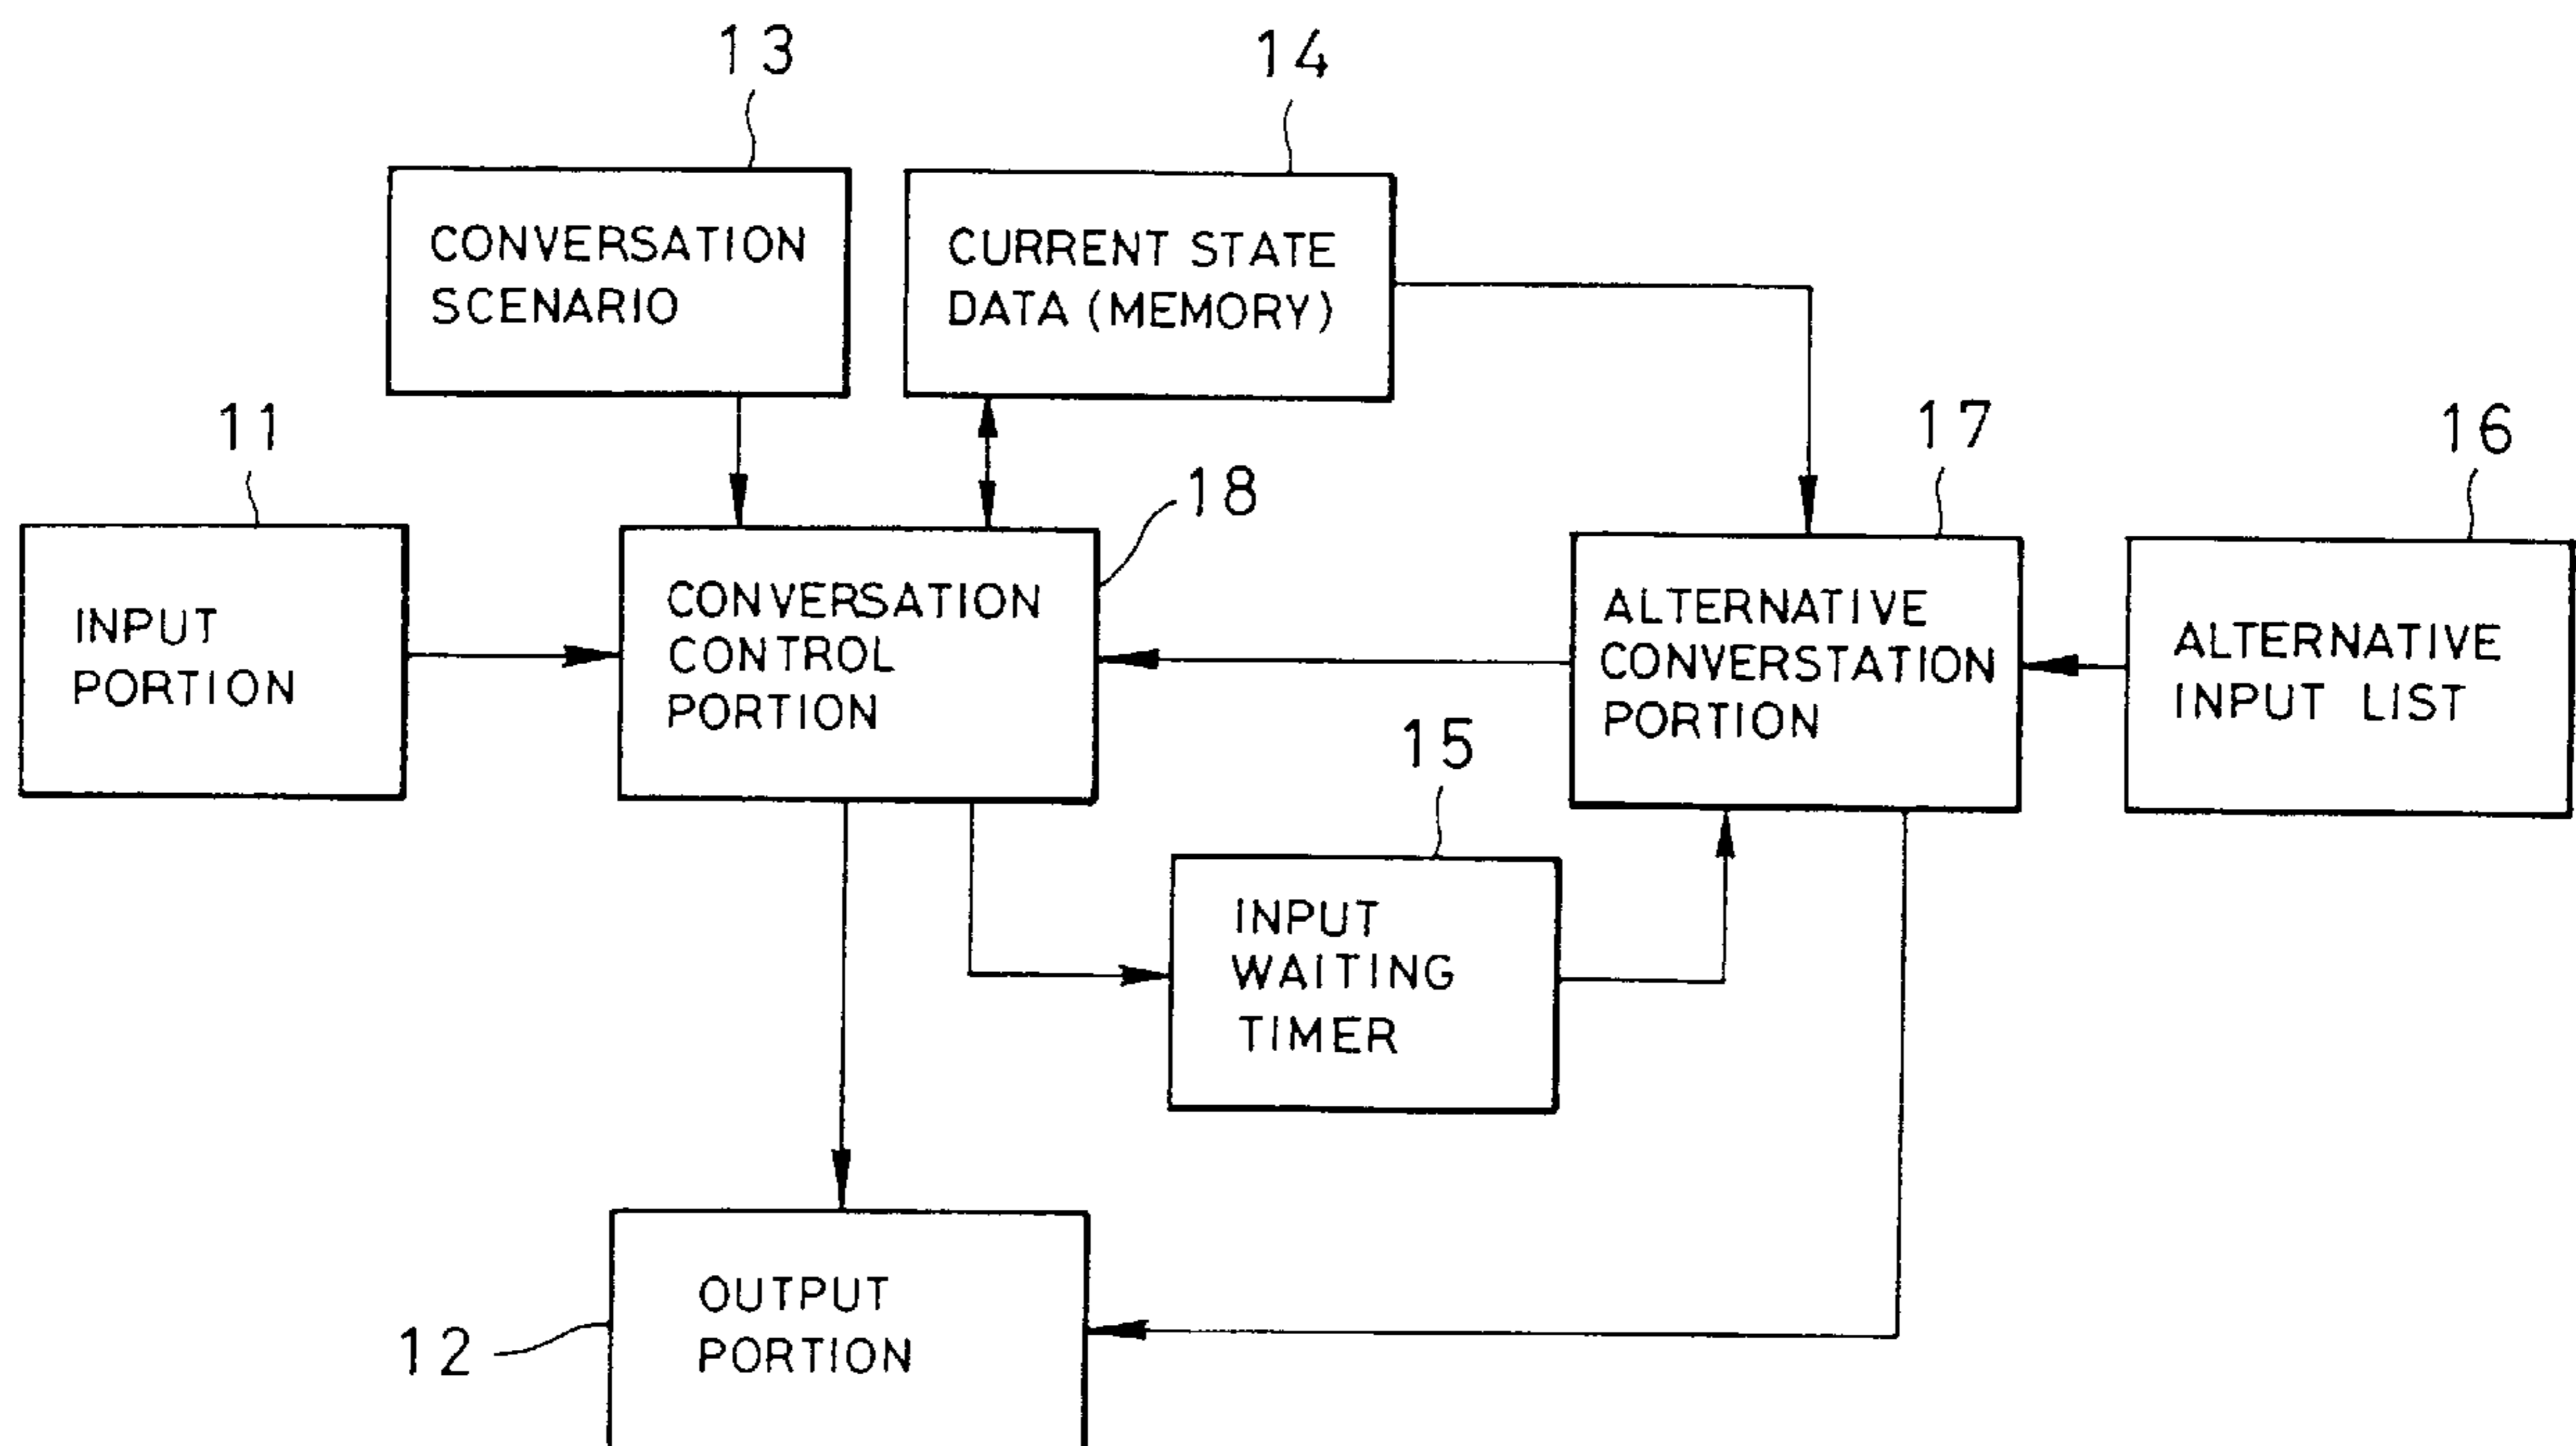 13
14
CONVERSATION
SCENARIO
CURRENT STATE
DATA (MEMORY)
11
18
17
16
INPUT
PORTION
CONVERSATION
CONTROL
PORTION
ALTERNATIVE
CONVERSTATION
PORTION
ALTERNATIVE
INPUT LIST
15
INPUT
WAITING
TIMER
OUTPUT
PORTION
12